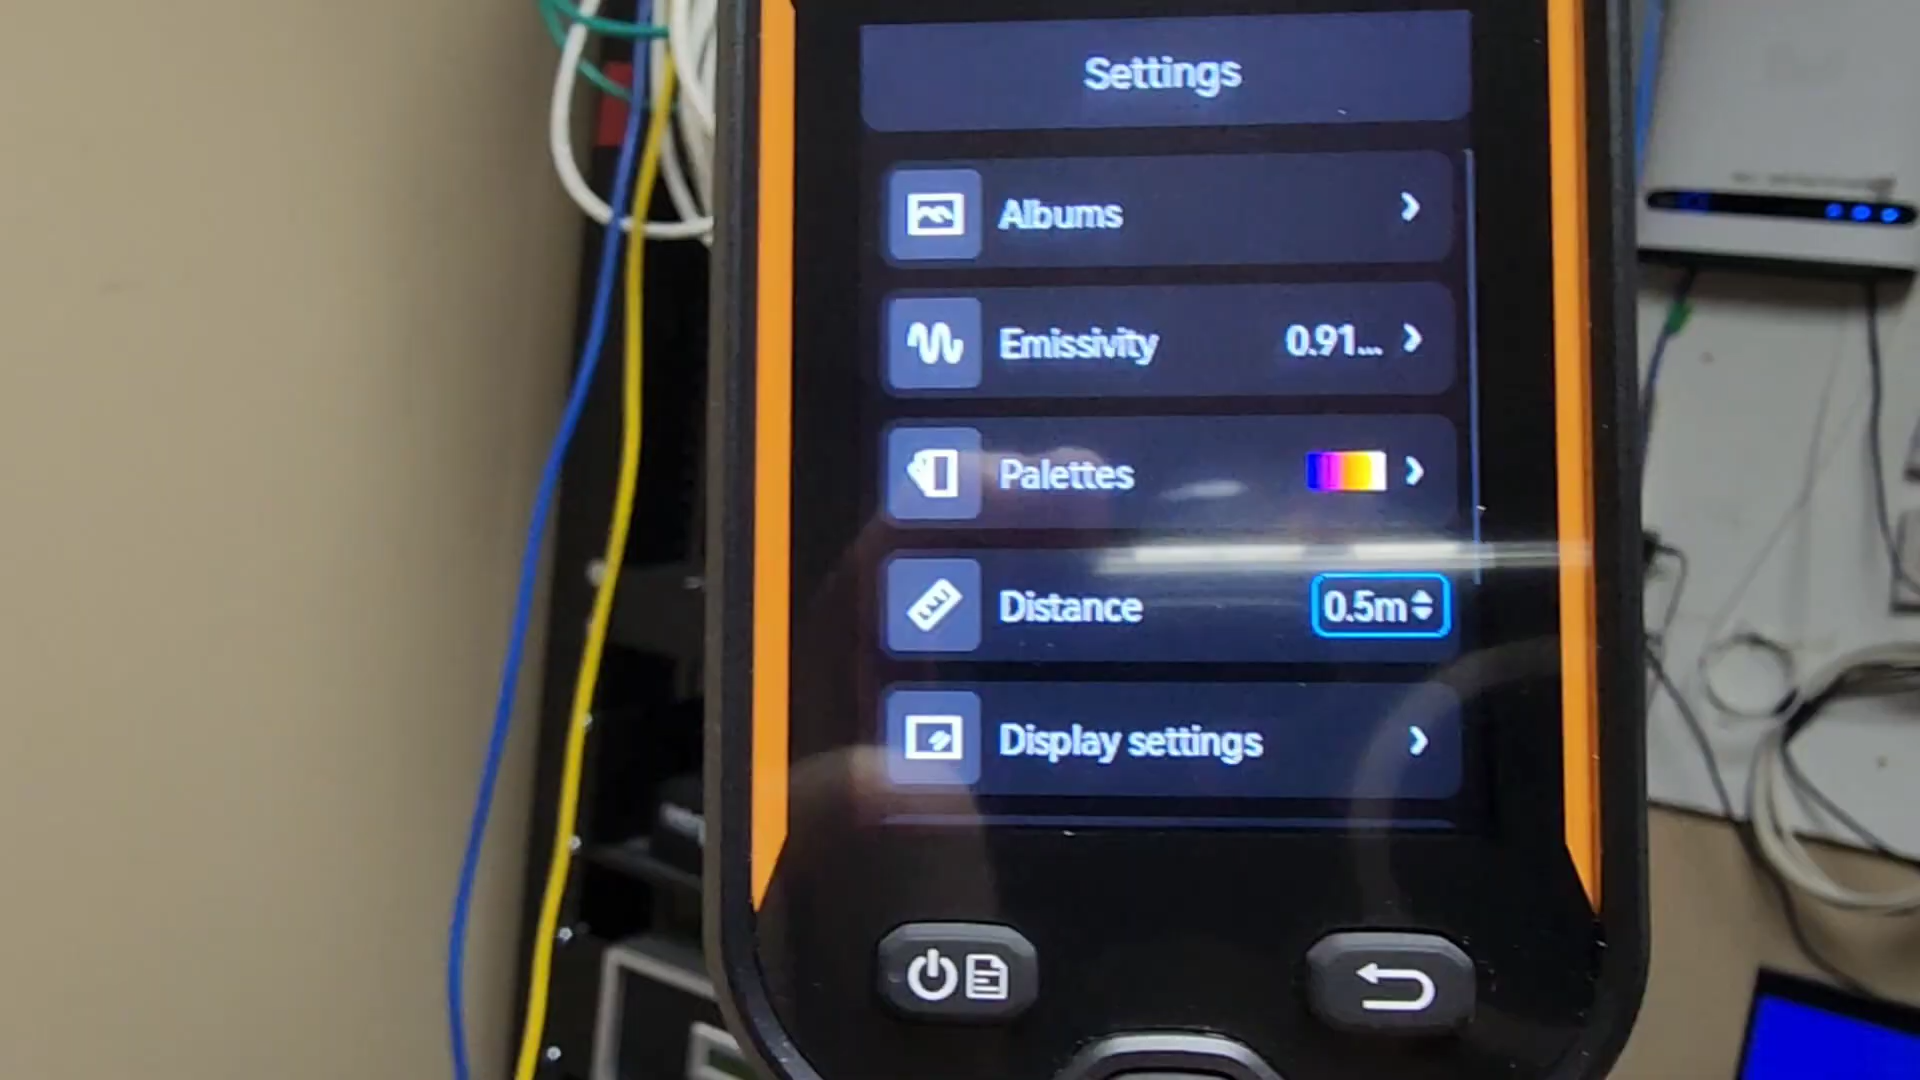 Settings
Albums
Emissivity 0.91...
Palettes
Distance 0.5m
Display settings